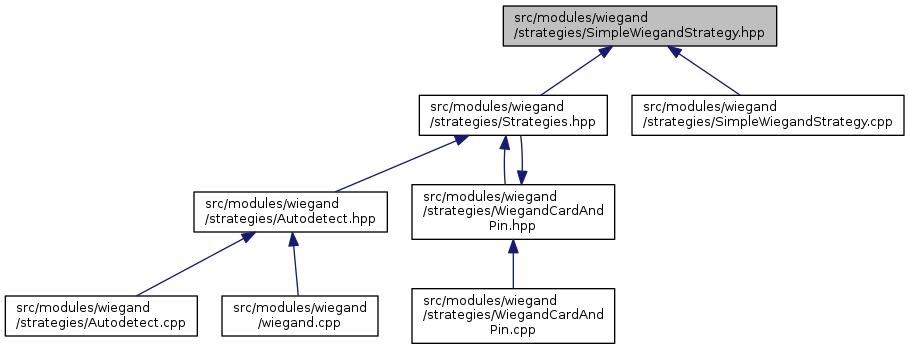 src/modules/wiegand
/strategies/SimpleWiegandStrategy.hpp
src/modules/wiegand
/strategies/Strategies.hpp
src/modules/wiegand
/strategies/SimpleWiegandStrategy.cpp
src/modules/wiegand
/strategies/Autodetect.hpp
src/modules/wiegand
/strategies/WiegandCardAnd
Pin.hpp
src/modules/wiegand
/strategies/Autodetect.cpp
src/modules/wiegand
/wiegand.cpp
src/modules/wiegand
/strategies/WiegandCardAnd
Pin.cpp